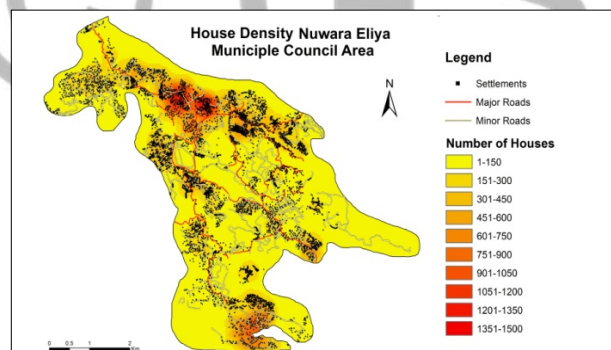 House Density Nuwara Eliya
Municiple Council Area
N
Legend
Settlements
Major Roads
Minor Roads
Number of Houses
1-150
151-300
301-450
451-600
601-750
751-900
901-1050
1051-1200
1201-1350
1351-1500
0 0.5 1 2